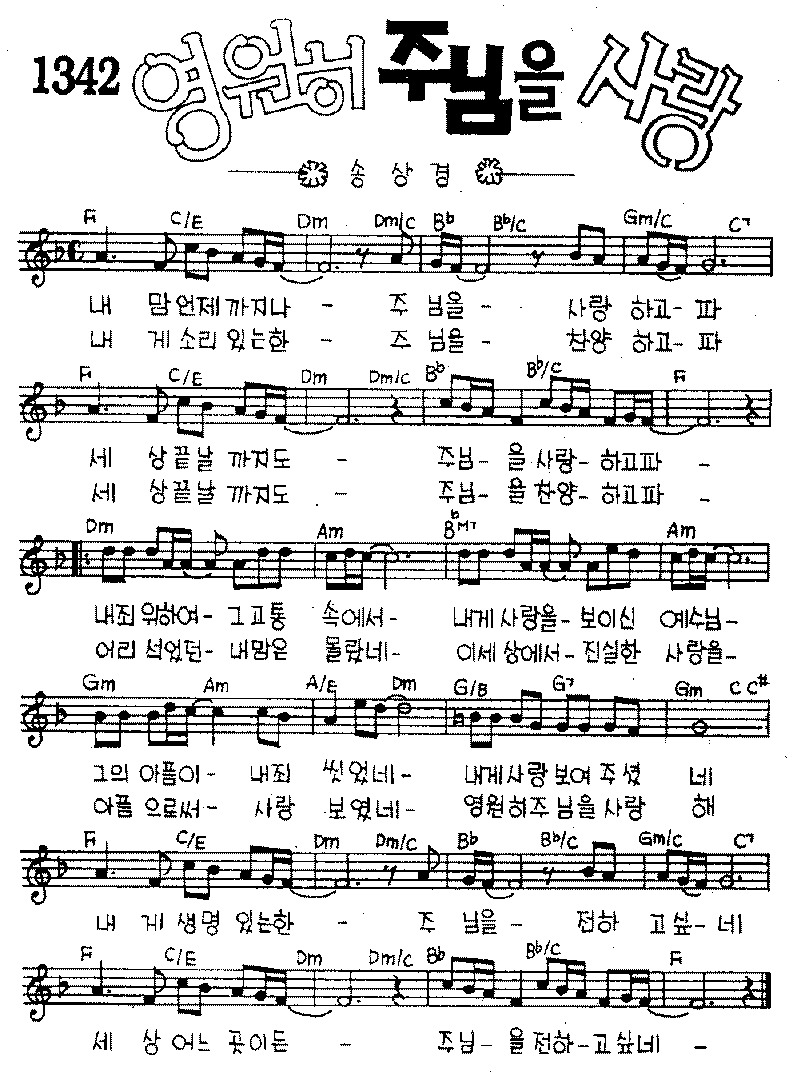 1342 영원히 주님을 사랑
송상경
F C/E Dm Dm/C B♭ B♭/C Gm/C C7
내 맘 언제 까지나 - 주 님을 - 사랑 하고- 파
내 게 소리 있는한 - 주 님을 - 찬양 하고- 파
F C/E Dm Dm/C B♭ B♭/C F
세 상끝날 까지도 - 주님- 을 사랑- 하고파 -
세 상끝날 까지도 - 주님- 을 찬양- 하고파 -
Dm Am B♭M7 Am
내죄 위하여- 그고통 속에서- 내게 사랑을- 보이신 예수님-
어리 석었던- 내맘은 몰랐네- 이세 상에서- 진실한 사랑을-
Gm Am A/E Dm G/B G7 Gm C C#
그의 아픔이- 내죄 씻었네- 내게사랑보여 주셨 네
아픔 으로써- 사랑 보였네- 영원히주님을사랑 해
F C/E Dm Dm/C B♭ B♭/C Gm/C C7
내 게 생명 있는한 - 주 님을 - 전하 고싶- 네
F C/E Dm Dm/C B♭ B♭/C F
세 상 어느 곳이든 - 주님- 을전하-고싶네 -